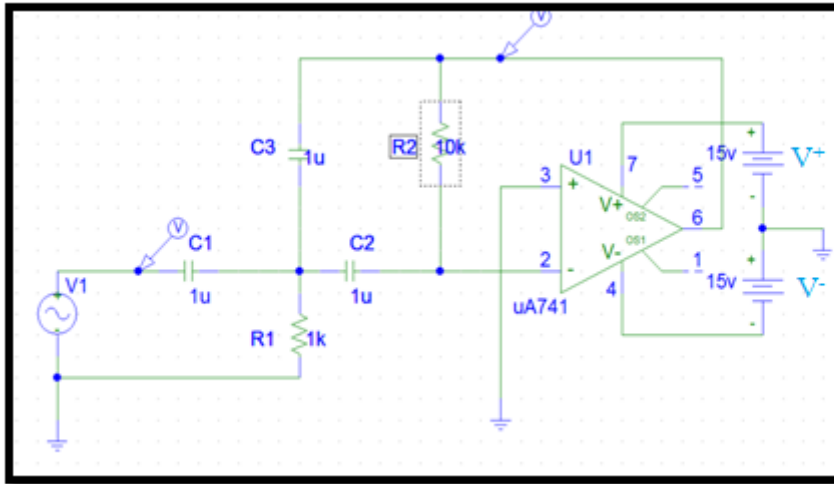 V
C3
1u
R2
10k
U1
3
+
7
V+
OS2
5
6
OS1
V-
1
2
-
4
uA741
+
15v
-
V+
+
15v
-
V-
V
C1
1u
C2
1u
V1
+
-
R1
1k